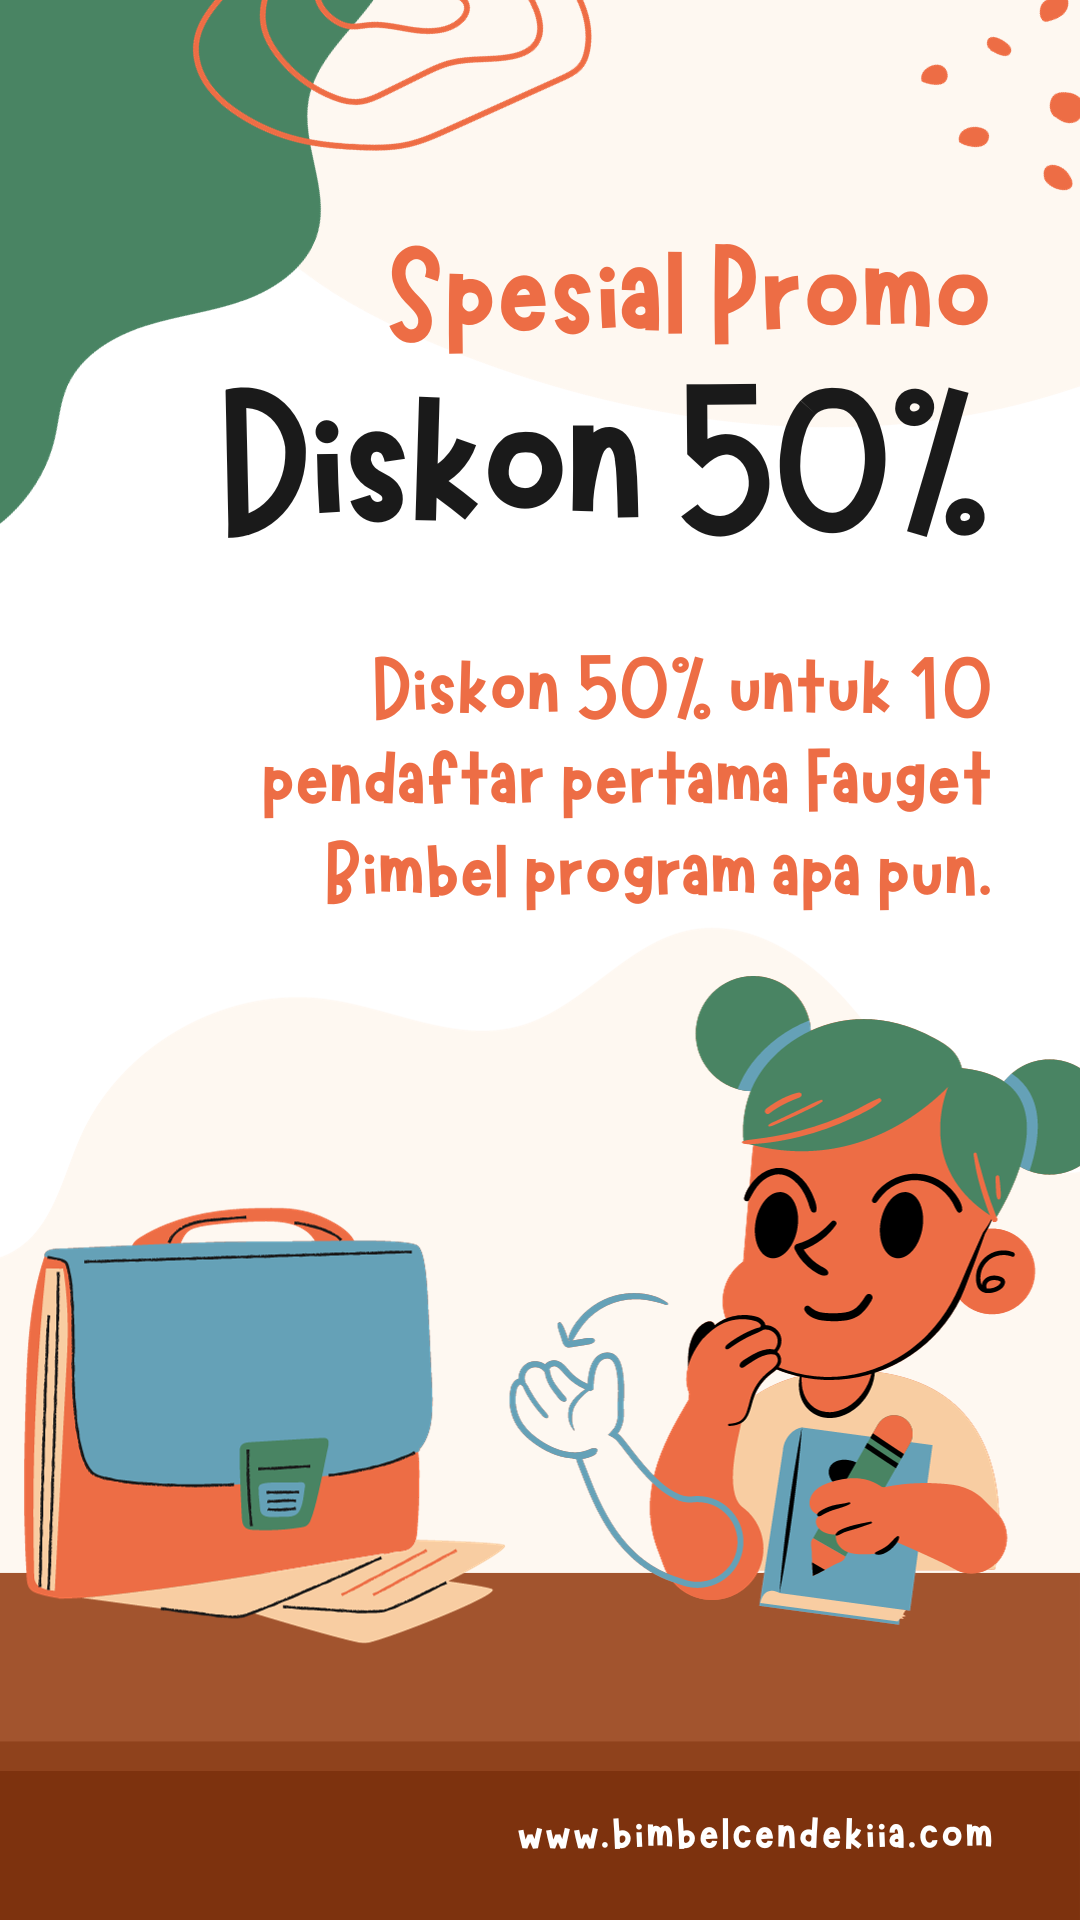 Spesial Promo
Diskon 50%
Diskon 50% untuk 10
pendaftar pertama Fauget
Bimbel program apa pun.
www.bimbelcendekiia.com